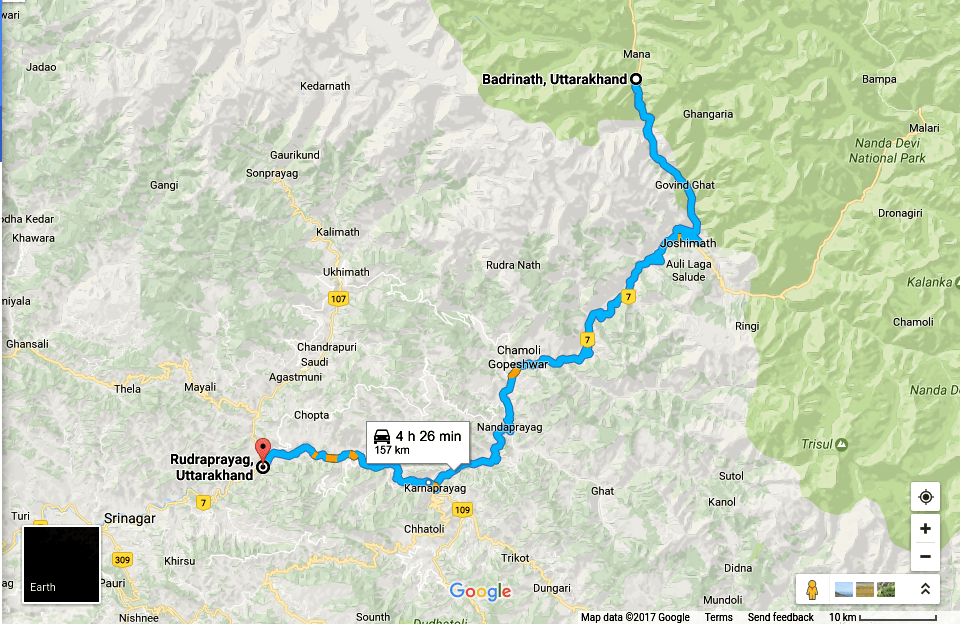 wari
Mana
Jadao
Badrinath, Uttarakhand
Bampa
Kedarnath
Ghangaria
Malari
Nanda Devi
National Park
Gaurikund
Sonprayag
Gangi
Govind Ghat
odha Kedar
Khawara
Dronagiri
Kalimath
Joshimath
Rudra Nath
Auli Laga
Salude
Ukhimath
Kalanka
niyala
107
7
Ringi
Chamoli
Ghansali
7
Chandrapuri
Saudi
Chamoli
Gopeshwar
Agastmuni
Thela
Mayali
Nanda D
Chopta
Nandaprayag
4 h 26 min
157 km
Trisul
Rudraprayag,
Uttarakhand
Sutol
Karnaprayag
Ghat
Kanol
7
109
Turi
Srinagar
Chhatoli
309
Khirsu
Trikot
Didna
Earth
ag
Pauri
Dungari
Google
Mundoli
Nishnee
South
Dudhatoli
Map data ©2017 Google
Terms
Send feedback
10 km